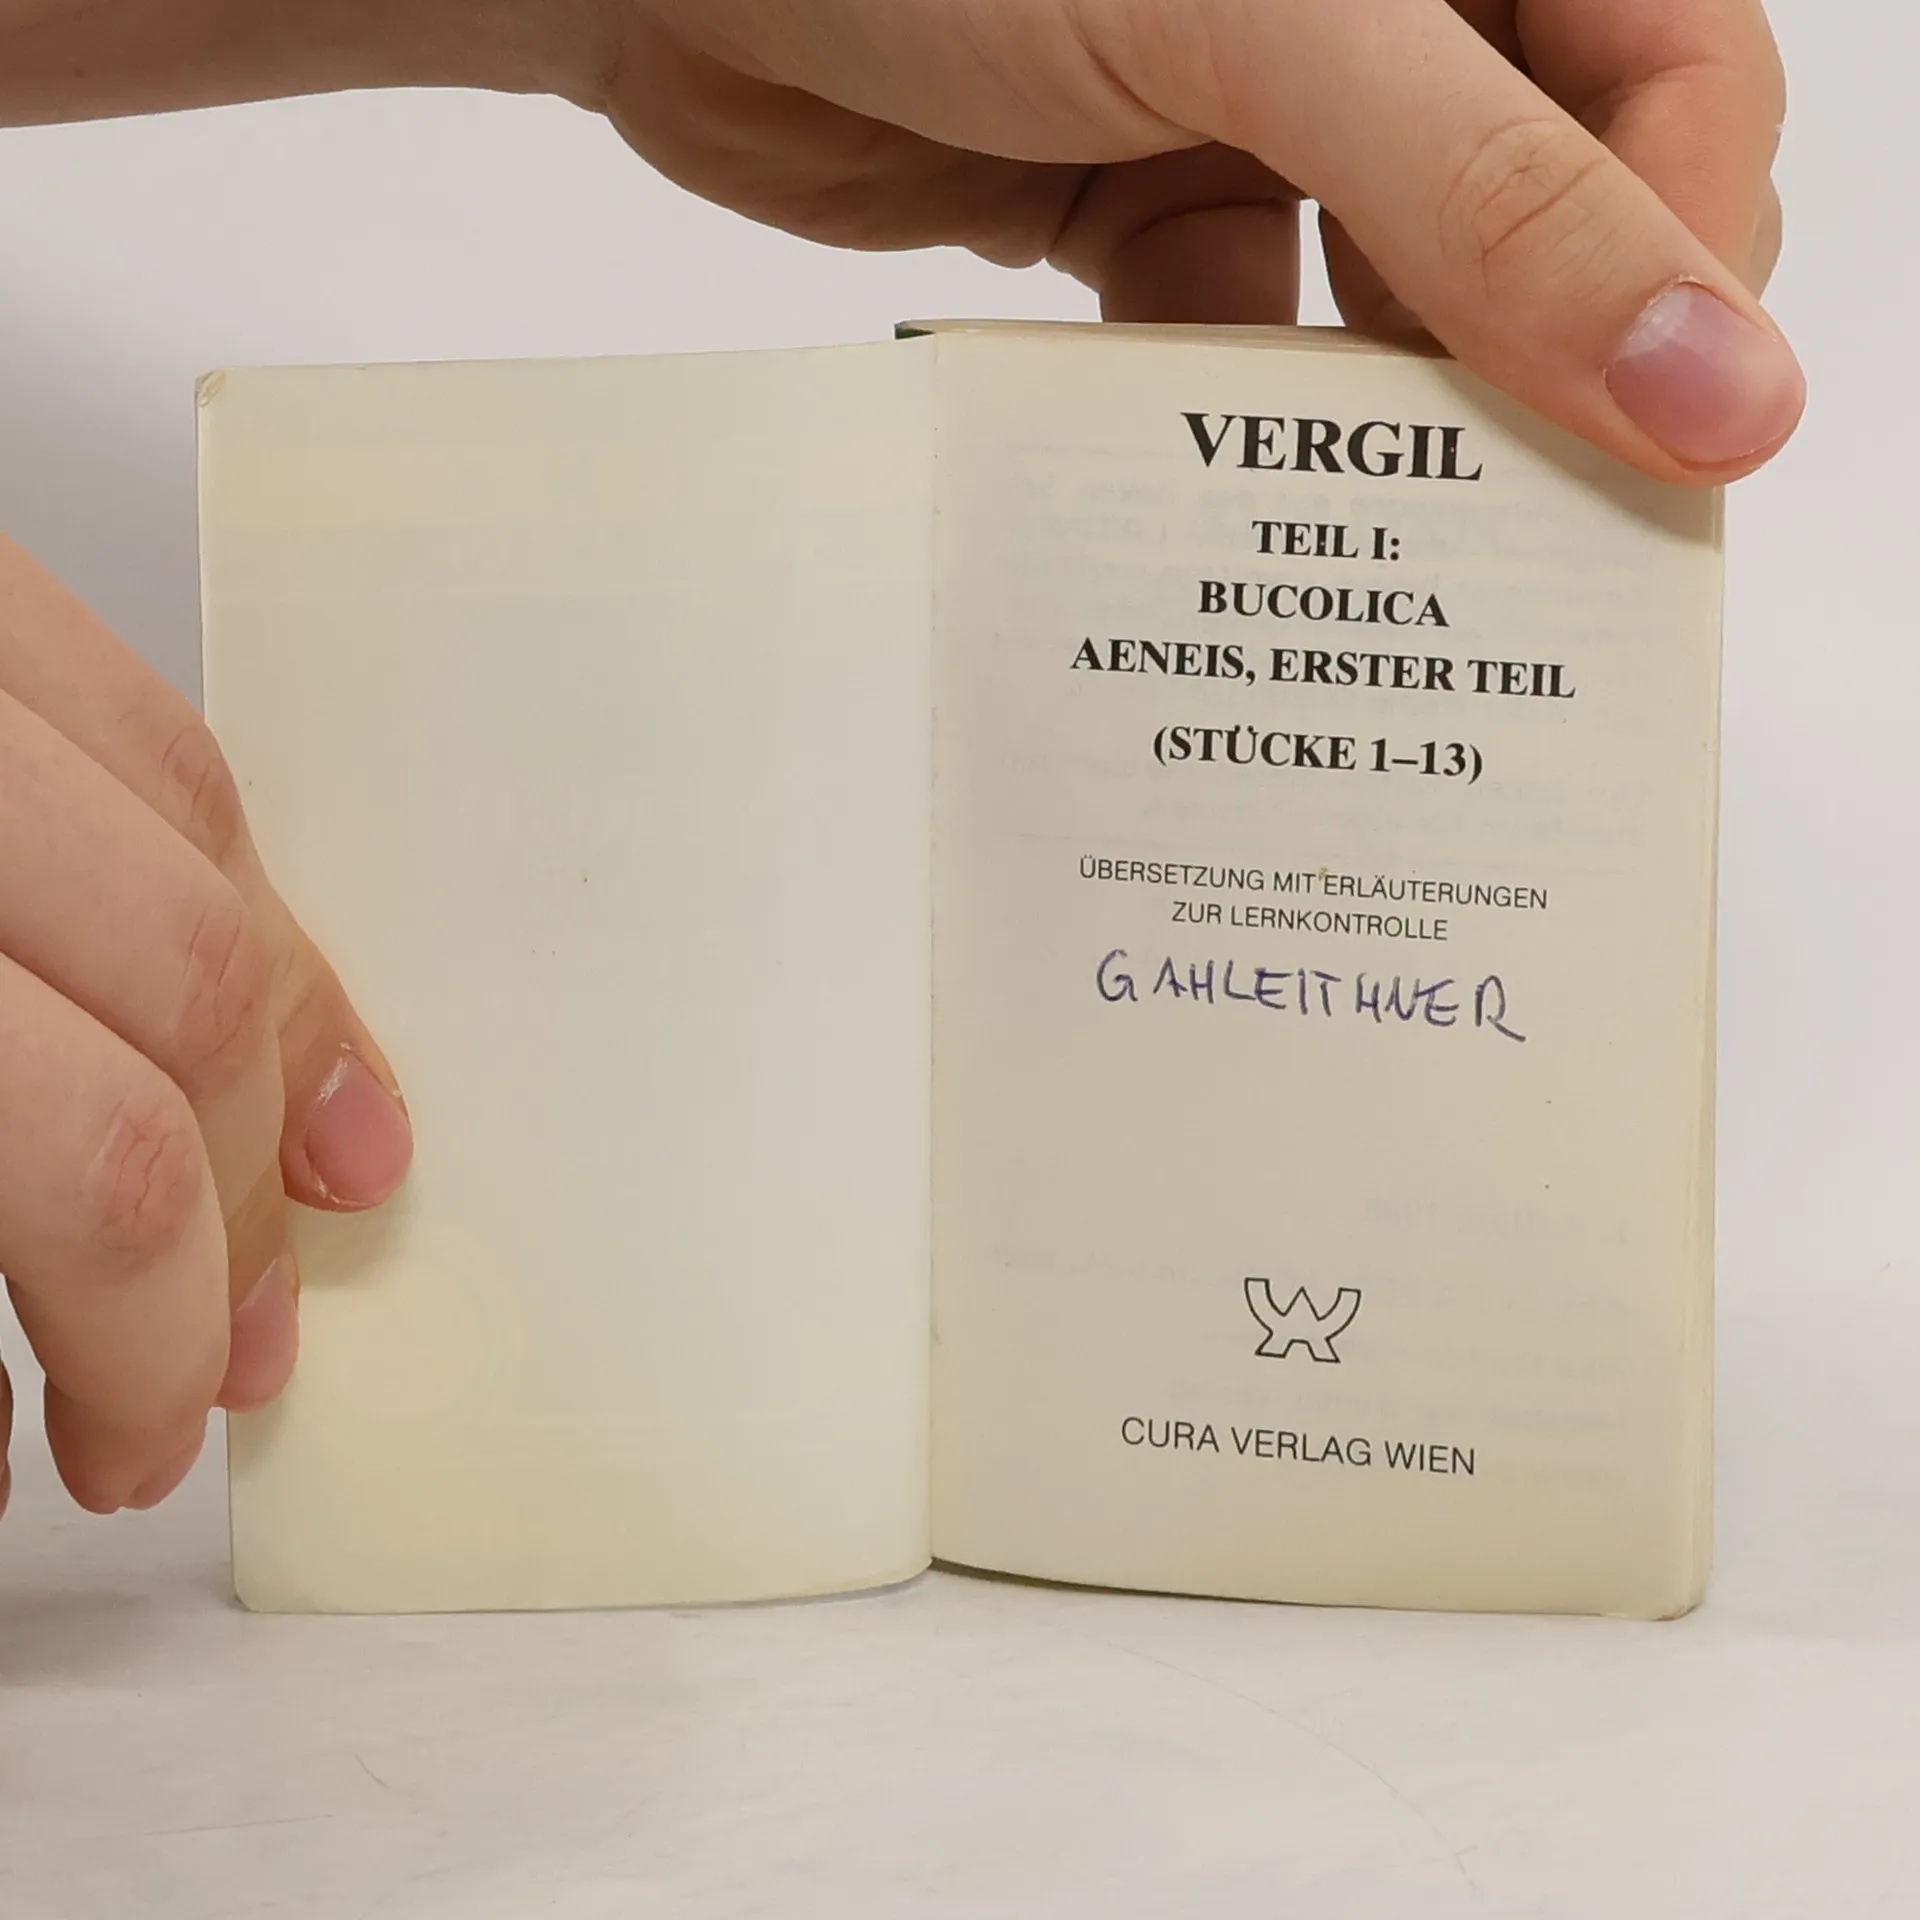 VERGIL
TEIL I:
BUCOLICA
AENEIS, ERSTER TEIL
(STÜCKE 1–13)
ÜBERSETZUNG MIT ERLÄUTERUNGEN
ZUR LERNKONTROLLE
GAHLEITHNER
CURA VERLAG WIEN